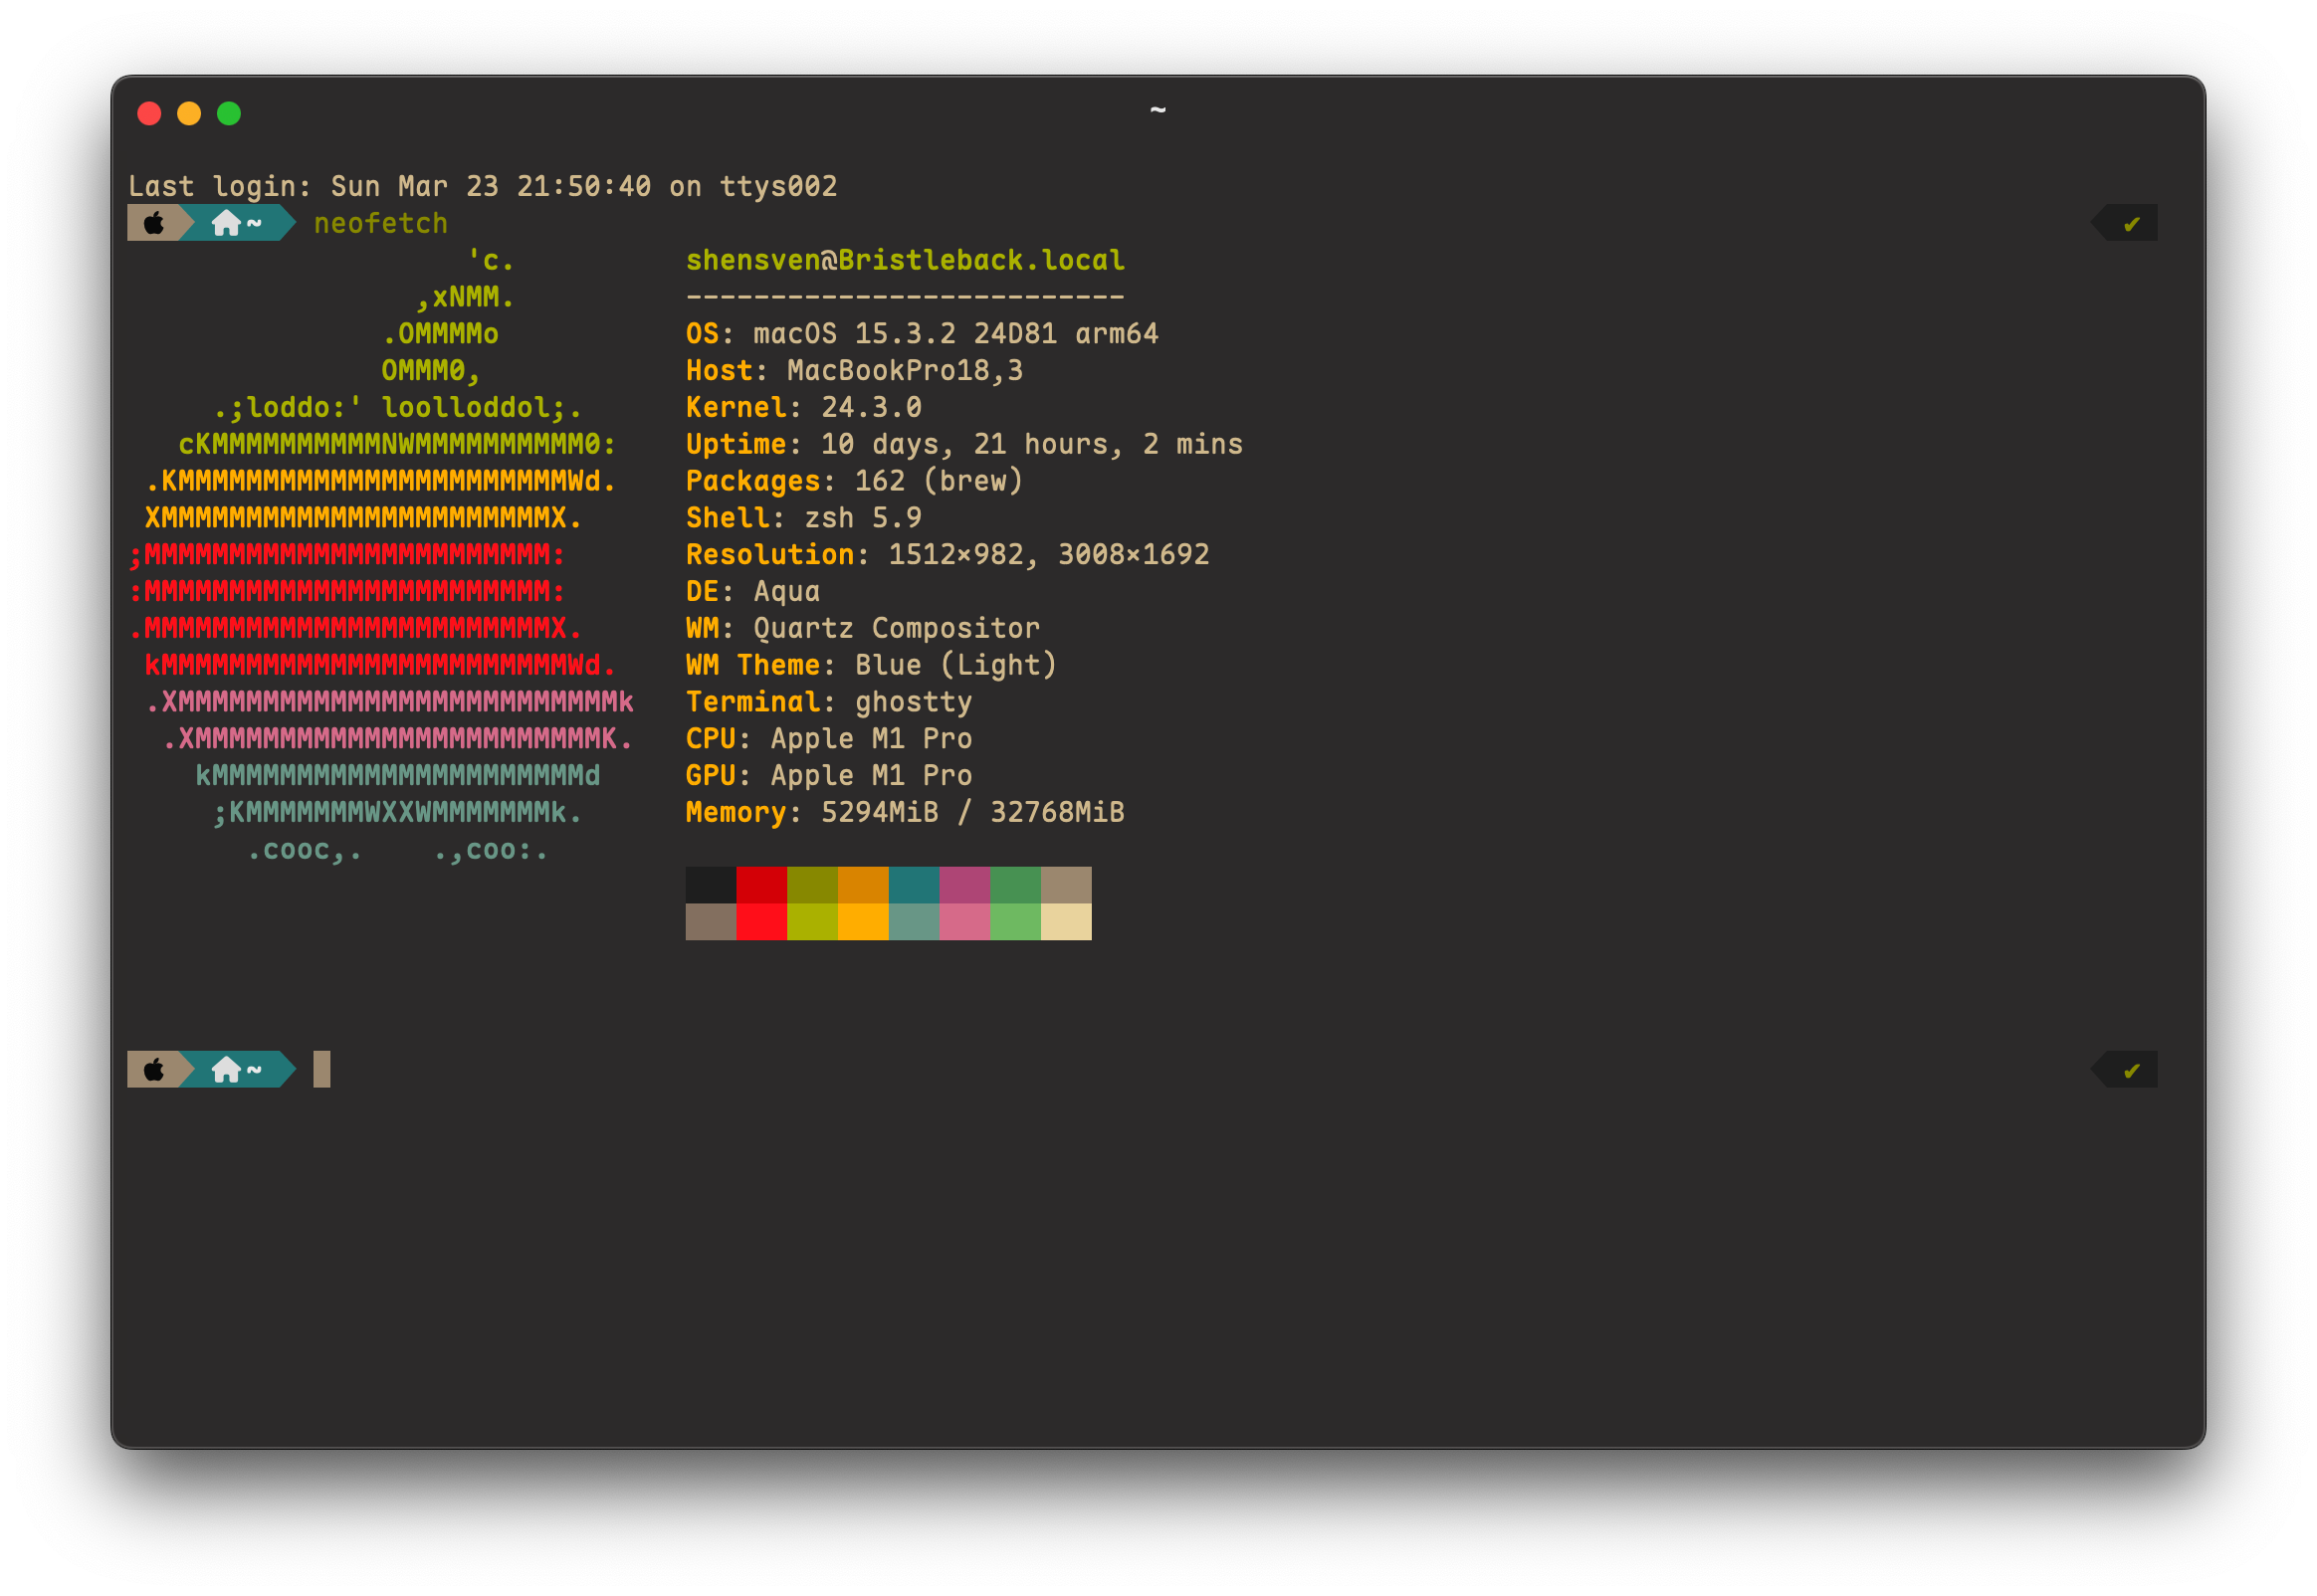 ~
Last login: Sun Mar 23 21:50:40 on ttys002
~ neofetch ✔
'c. shensven@Bristleback.local
,xNMM. --------------------------
.OMMMMo OS: macOS 15.3.2 24D81 arm64
OMMM0, Host: MacBookPro18,3
.;loddo:' loolloddol;. Kernel: 24.3.0
cKMMMMMMMMMMNWMMMMMMMMMM0: Uptime: 10 days, 21 hours, 2 mins
.KMMMMMMMMMMMMMMMMMMMMMMMWd. Packages: 162 (brew)
XMMMMMMMMMMMMMMMMMMMMMMMX. Shell: zsh 5.9
;MMMMMMMMMMMMMMMMMMMMMMMM: Resolution: 1512×982, 3008×1692
:MMMMMMMMMMMMMMMMMMMMMMMM: DE: Aqua
.MMMMMMMMMMMMMMMMMMMMMMMMX. WM: Quartz Compositor
kMMMMMMMMMMMMMMMMMMMMMMMMWd. WM Theme: Blue (Light)
.XMMMMMMMMMMMMMMMMMMMMMMMMMMk Terminal: ghostty
.XMMMMMMMMMMMMMMMMMMMMMMMMK. CPU: Apple M1 Pro
kMMMMMMMMMMMMMMMMMMMMMMd GPU: Apple M1 Pro
;KMMMMMMMWXXWMMMMMMMk. Memory: 5294MiB / 32768MiB
.cooc,. .,coo:.
~ ✔